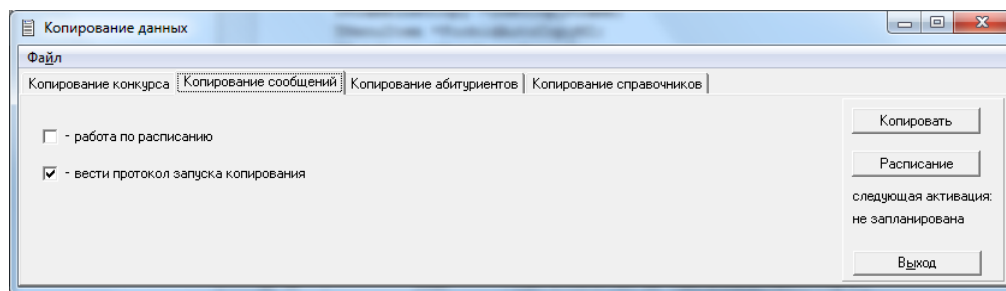 Копирование данных
Файл
Копирование конкурса Копирование сообщений Копирование абитуриентов Копирование справочников
- работа по расписанию
- вести протокол запуска копирования
Копировать
Расписание
следующая активация:
не запланирована
Выход